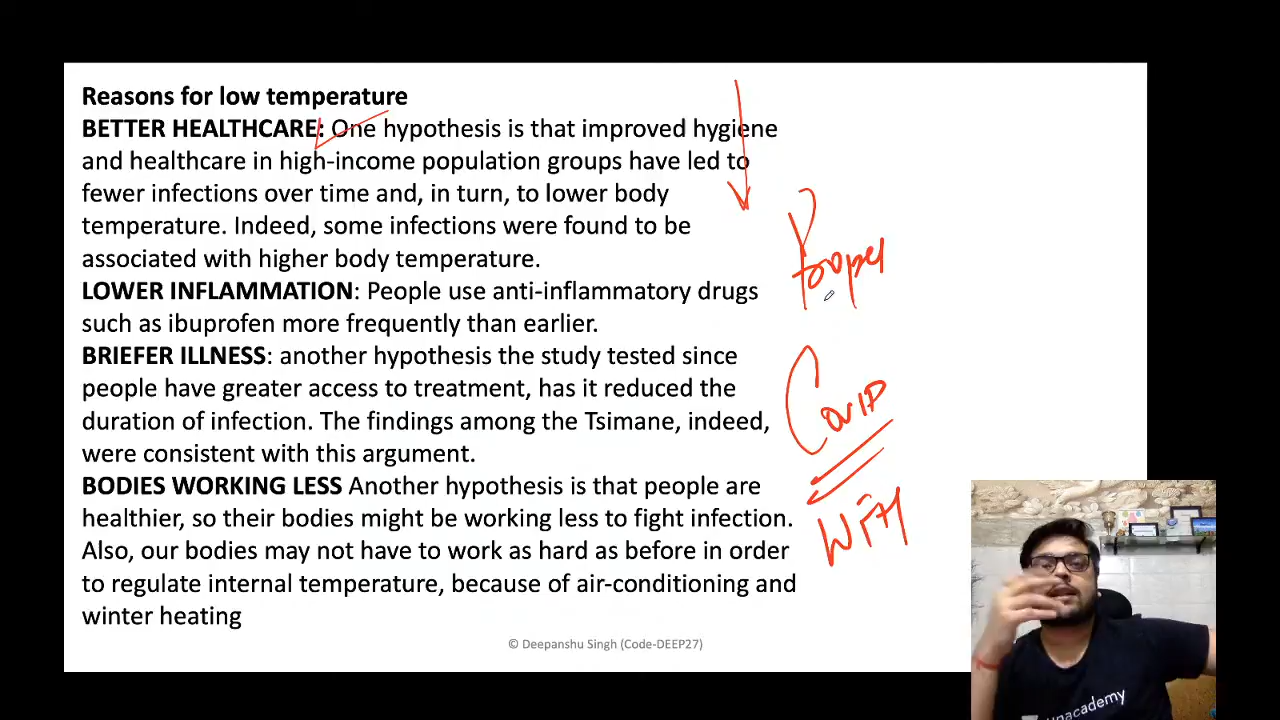 Reasons for low temperature
BETTER HEALTHCARE: One hypothesis is that improved hygiene
and healthcare in high-income population groups have led to
fewer infections over time and, in turn, to lower body
temperature. Indeed, some infections were found to be
associated with higher body temperature.
LOWER INFLAMMATION: People use anti-inflammatory drugs
such as ibuprofen more frequently than earlier.
BRIEFER ILLNESS: another hypothesis the study tested since
people have greater access to treatment, has it reduced the
duration of infection. The findings among the Tsimane, indeed,
were consistent with this argument.
BODIES WORKING LESS Another hypothesis is that people are
healthier, so their bodies might be working less to fight infection.
Also, our bodies may not have to work as hard as before in order
to regulate internal temperature, because of air-conditioning and
winter heating
© Deepanshu Singh (Code-DEEP27)
Covid
WFH
unacademy